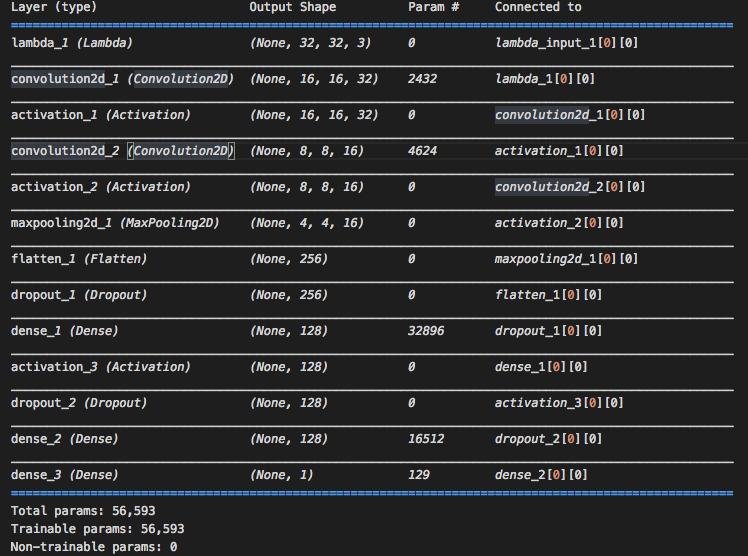 Layer (type) Output Shape Param # Connected to
lambda_1 (Lambda) (None, 32, 32, 3) 0 lambda_input_1[0][0]
convolution2d_1 (Convolution2D) (None, 16, 16, 32) 2432 lambda_1[0][0]
activation_1 (Activation) (None, 16, 16, 32) 0 convolution2d_1[0][0]
convolution2d_2 (Convolution2D) (None, 8, 8, 16) 4624 activation_1[0][0]
activation_2 (Activation) (None, 8, 8, 16) 0 convolution2d_2[0][0]
maxpooling2d_1 (MaxPooling2D) (None, 4, 4, 16) 0 activation_2[0][0]
flatten_1 (Flatten) (None, 256) 0 maxpooling2d_1[0][0]
dropout_1 (Dropout) (None, 256) 0 flatten_1[0][0]
dense_1 (Dense) (None, 128) 32896 dropout_1[0][0]
activation_3 (Activation) (None, 128) 0 dense_1[0][0]
dropout_2 (Dropout) (None, 128) 0 activation_3[0][0]
dense_2 (Dense) (None, 128) 16512 dropout_2[0][0]
dense_3 (Dense) (None, 1) 129 dense_2[0][0]
Total params: 56,593
Trainable params: 56,593
Non-trainable params: 0